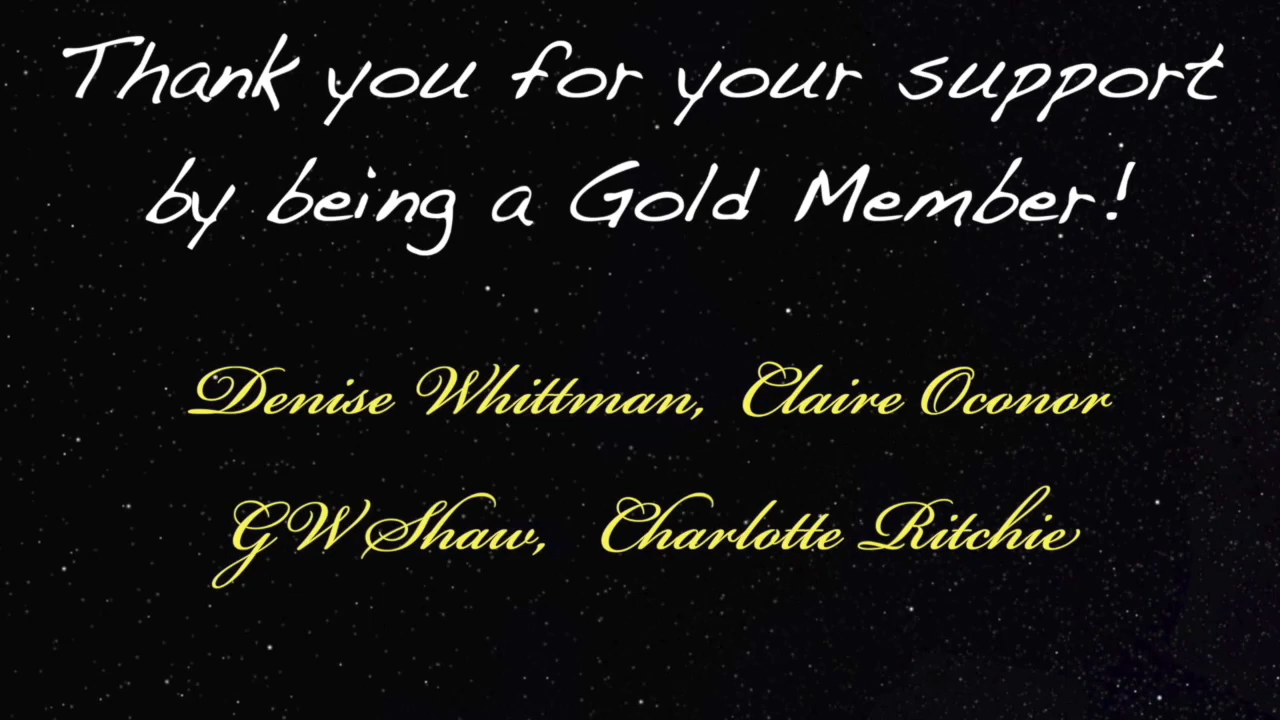 Thank you for your support
by being a Gold Member!
Denise Whittman, Claire Oconor
GW Shaw, Charlotte Ritchie